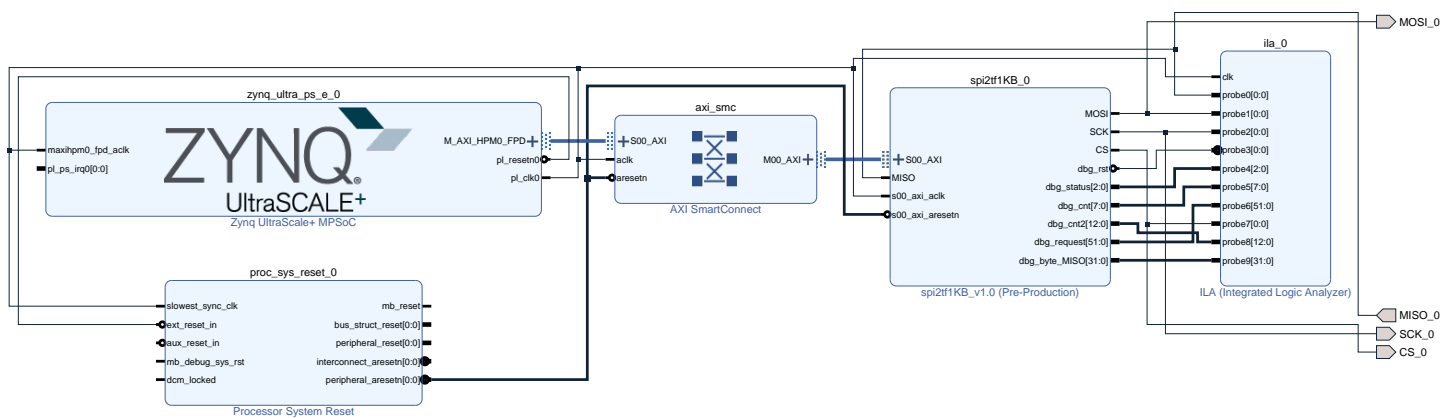 zynq_ultra_ps_e_0
maxihpm0_fpd_aclk
pl_ps_irq0[0:0]
ZYNQ
®
UltraSCALE+
M_AXI_HPM0_FPD
pl_resetn0
pl_clk0
Zynq UltraScale+ MPSoC
proc_sys_reset_0
slowest_sync_clk
ext_reset_in
aux_reset_in
mb_debug_sys_rst
dcm_locked
mb_reset
bus_struct_reset[0:0]
peripheral_reset[0:0]
interconnect_aresetn[0:0]
peripheral_aresetn[0:0]
Processor System Reset
axi_smc
S00_AXI
aclk
aresetn
M00_AXI
AXI SmartConnect
spi2tf1KB_0
S00_AXI
MISO
s00_axi_aclk
s00_axi_aresetn
MOSI
SCK
CS
dbg_rst
dbg_status[2:0]
dbg_cnt[7:0]
dbg_cnt2[12:0]
dbg_request[51:0]
dbg_byte_MISO[31:0]
spi2tf1KB_v1.0 (Pre-Production)
ila_0
clk
probe0[0:0]
probe1[0:0]
probe2[0:0]
probe3[0:0]
probe4[2:0]
probe5[7:0]
probe6[51:0]
probe7[0:0]
probe8[12:0]
probe9[31:0]
ILA (Integrated Logic Analyzer)
MOSI_0
MISO_0
SCK_0
CS_0